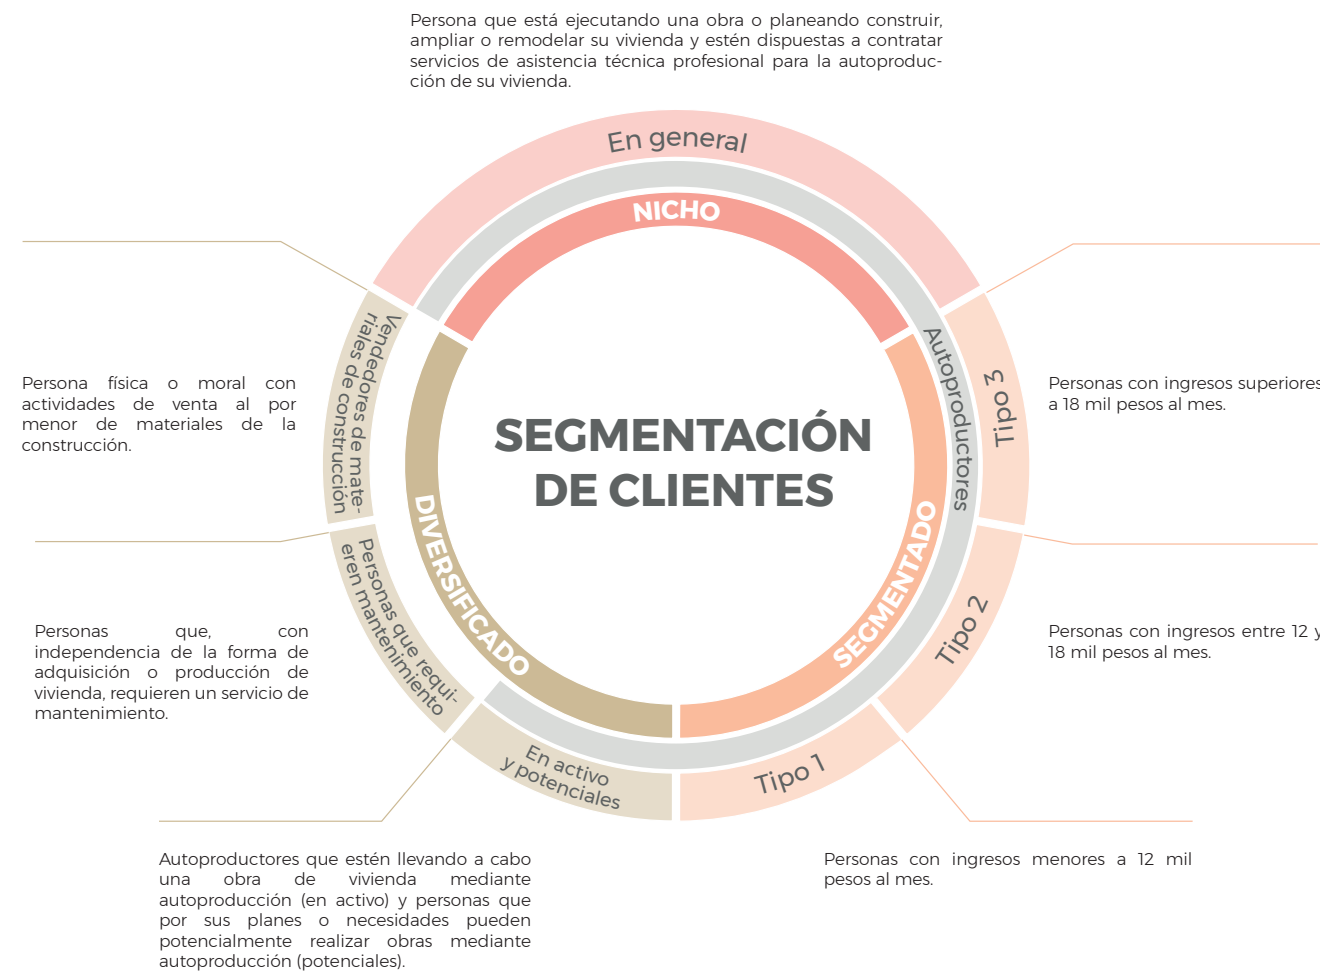 Persona que está ejecutando una obra o planeando construir,
ampliar o remodelar su vivienda y estén dispuestas a contratar
servicios de asistencia técnica profesional para la autoproduc-
ción de su vivienda.
En general
NICHO
SEGMENTACIÓN
DE CLIENTES
Autoproductores
SEGMENTADO
DIVERSIFICADO
Tipo 3
Personas con ingresos superiores
a 18 mil pesos al mes.
Tipo 2
Personas con ingresos entre 12 y
18 mil pesos al mes.
Tipo 1
Personas con ingresos menores a 12 mil
pesos al mes.
En activo
y potenciales
Autoproductores que estén llevando a cabo
una obra de vivienda mediante
autoproducción (en activo) y personas que
por sus planes o necesidades pueden
potencialmente realizar obras mediante
autoproducción (potenciales).
Personas que requi-
eren mantenimiento
Personas que, con
independencia de la forma de
adquisición o producción de
vivienda, requieren un servicio de
mantenimiento.
Vendedores de mate-
riales de construcción
Persona física o moral con
actividades de venta al por
menor de materiales de la
construcción.